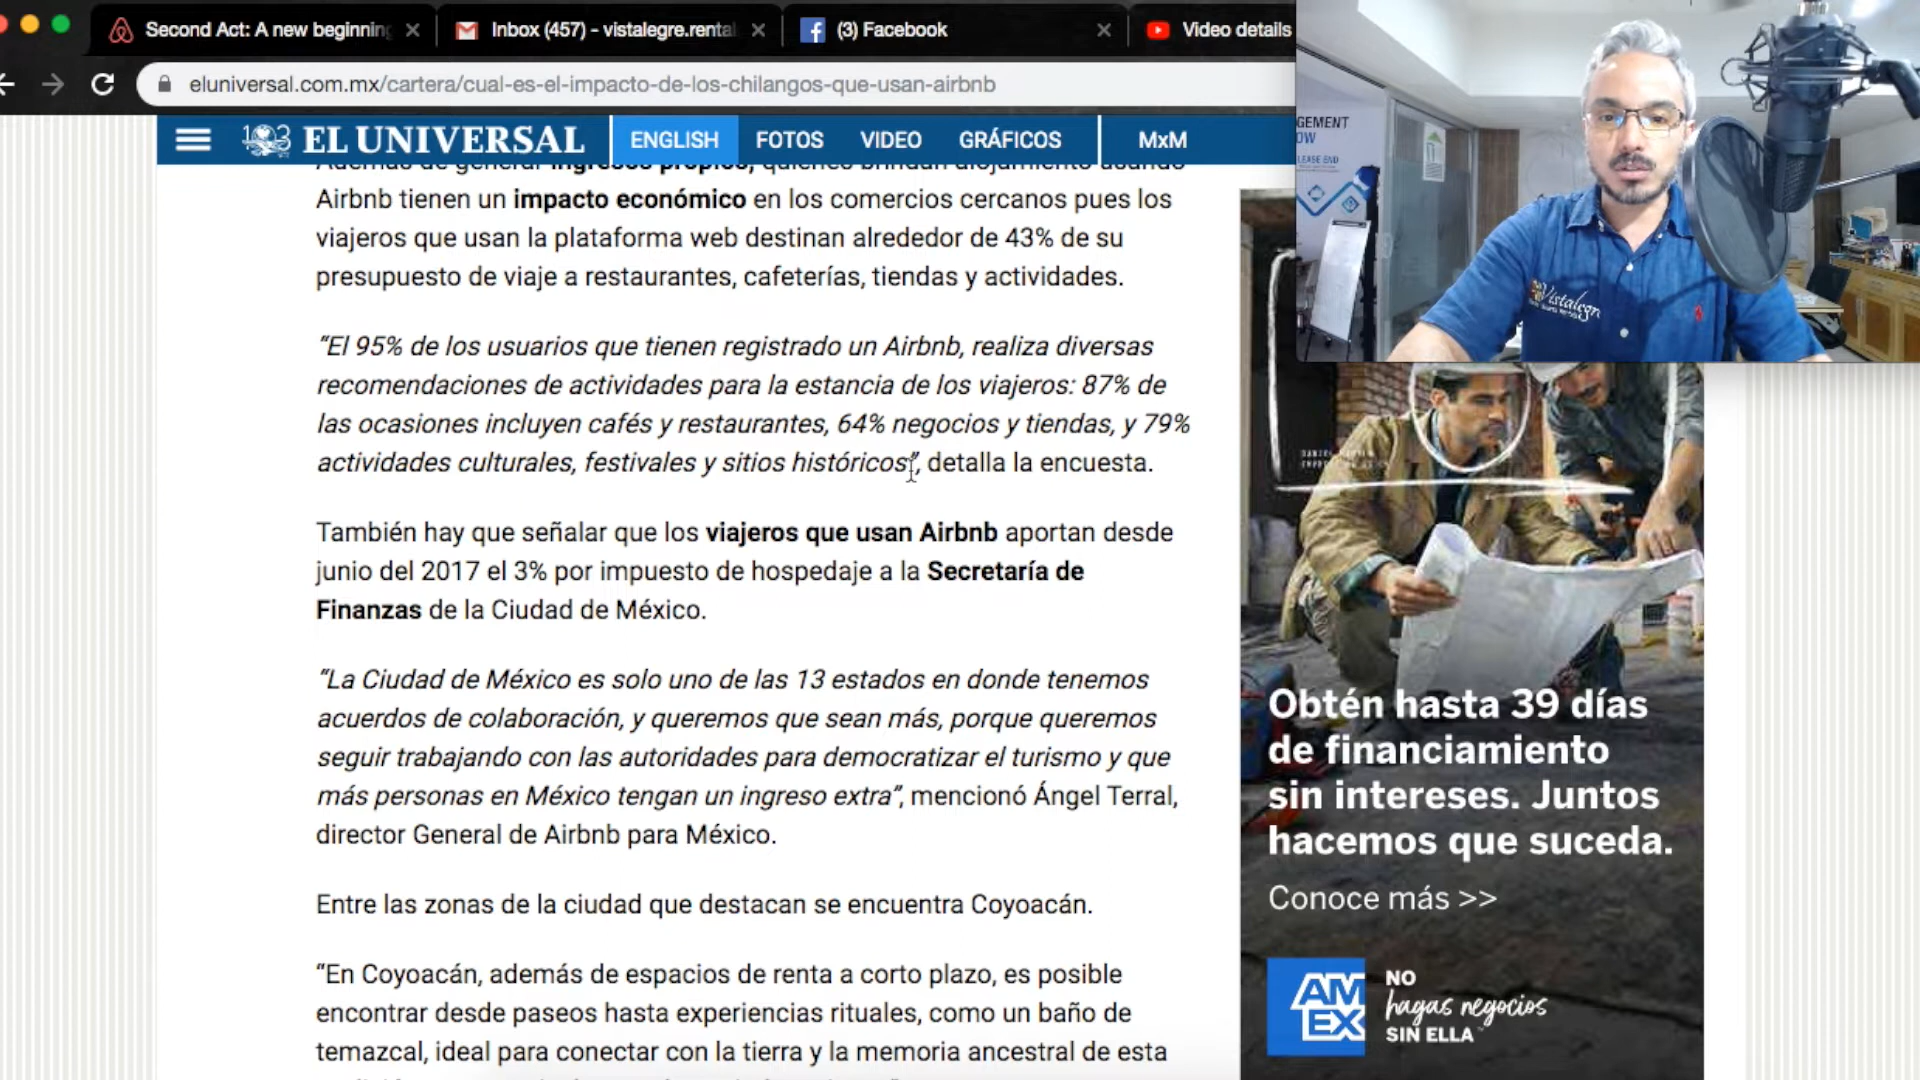 Second Act: A new beginning
Inbox (457) - vistalegre.rental
(3) Facebook
Video details
eluniversal.com.mx/cartera/cual-es-el-impacto-de-los-chilangos-que-usan-airbnb
103 EL UNIVERSAL
ENGLISH
FOTOS
VIDEO
GRÁFICOS
MxM
GEMENT
OW
LEASE END
Vistalegre
Además de generar ingresos propios, quienes brindan alojamiento usando
Airbnb tienen un impacto económico en los comercios cercanos pues los
viajeros que usan la plataforma web destinan alrededor de 43% de su
presupuesto de viaje a restaurantes, cafeterías, tiendas y actividades.
“El 95% de los usuarios que tienen registrado un Airbnb, realiza diversas
recomendaciones de actividades para la estancia de los viajeros: 87% de
las ocasiones incluyen cafés y restaurantes, 64% negocios y tiendas, y 79%
actividades culturales, festivales y sitios históricos”, detalla la encuesta.
También hay que señalar que los viajeros que usan Airbnb aportan desde
junio del 2017 el 3% por impuesto de hospedaje a la Secretaría de
Finanzas de la Ciudad de México.
“La Ciudad de México es solo uno de las 13 estados en donde tenemos
acuerdos de colaboración, y queremos que sean más, porque queremos
seguir trabajando con las autoridades para democratizar el turismo y que
más personas en México tengan un ingreso extra”, mencionó Ángel Terral,
director General de Airbnb para México.
Entre las zonas de la ciudad que destacan se encuentra Coyoacán.
“En Coyoacán, además de espacios de renta a corto plazo, es posible
encontrar desde paseos hasta experiencias rituales, como un baño de
temazcal, ideal para conectar con la tierra y la memoria ancestral de esta
Obtén hasta 39 días
de financiamiento
sin intereses. Juntos
hacemos que suceda.
Conoce más >>
AM
EX
NO
hagas negocios
SIN ELLA